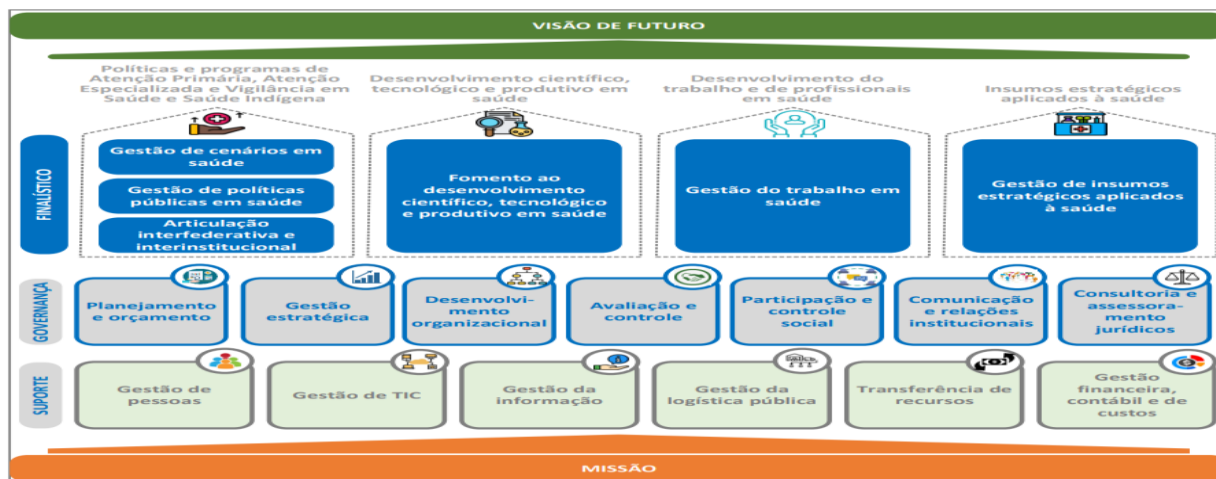 VISÃO DE FUTURO
Políticas e programas de
Atenção Primária, Atenção
Especializada e Vigilância em
Saúde e Saúde Indígena
Desenvolvimento científico,
tecnológico e produtivo em
saúde
Desenvolvimento do
trabalho e de profissionais
em saúde
Insumos estratégicos
aplicados à saúde
FINALÍSTICO
Gestão de cenários em
saúde
Gestão de políticas
públicas em saúde
Articulação
interfederativa e
interinstitucional
Fomento ao
desenvolvimento
científico, tecnológico
e produtivo em saúde
Gestão do trabalho em
saúde
Gestão de insumos
estratégicos aplicados
à saúde
GOVERNANÇA
Planejamento
e orçamento
Gestão
estratégica
Desenvolvi-
mento
organizacional
Avaliação e
controle
Participação e
controle
social
Comunicação
e relações
institucionais
Consultoria e
assessora-
mento
jurídicos
SUPORTE
Gestão de
pessoas
Gestão de TIC
Gestão da
informação
Gestão da
logística pública
Transferência de
recursos
Gestão
financeira,
contábil e de
custos
MISSÃO